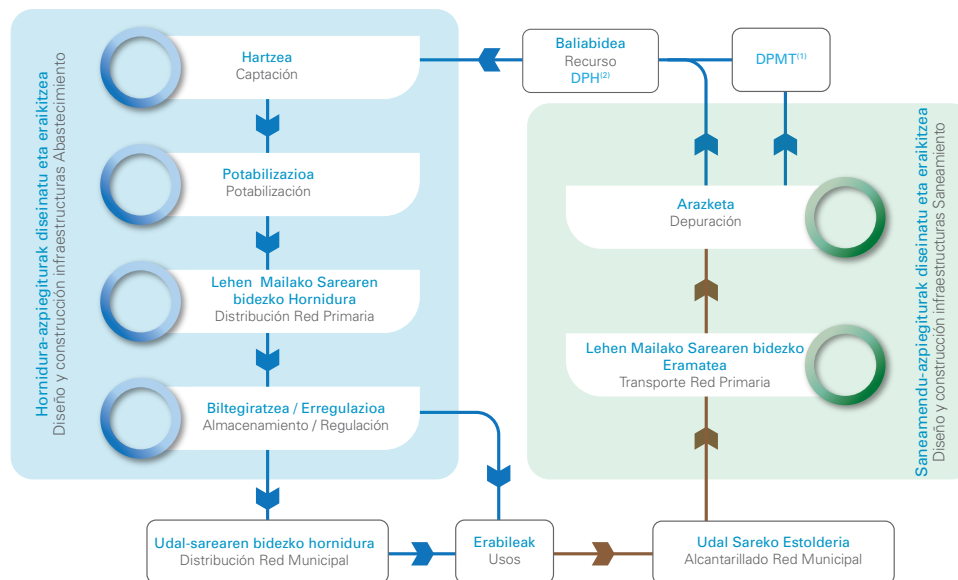 Hornidura-azpiegiturak diseinatu eta eraikitzea
Diseño y construcción infraestructuras Abastecimiento
Hartzea
Captación
Potabilizazioa
Potabilización
Lehen Mailako Sarearen
bidezko Hornidura
Distribución Red Primaria
Biltegiratzea / Erregulazioa
Almacenamiento / Regulación
Baliabidea
Recurso
DPH(2)
DPMT(1)
Arazketa
Depuración
Lehen Mailako Sarearen bidezko
Eramatea
Transporte Red Primaria
Saneamendu-azpiegiturak diseinatu eta eraikitzea
Diseño y construcción infraestructuras Saneamiento
Udal-sarearen bidezko hornidura
Distribución Red Municipal
Erabileak
Usos
Udal Sareko Estolderia
Alcantarillado Red Municipal